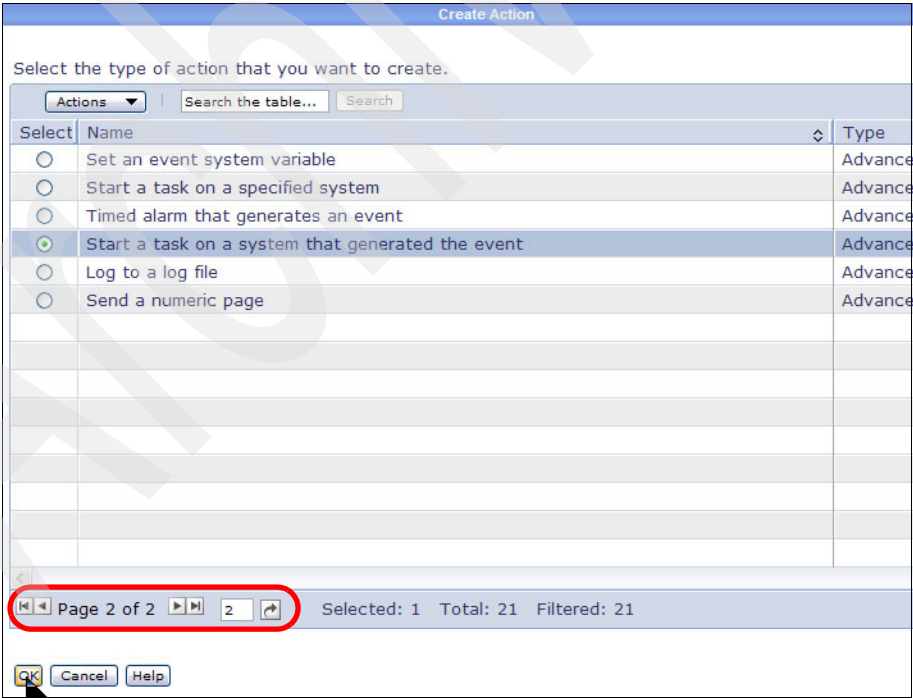 Create Action
Select the type of action that you want to create.
Actions Search the table... Search
Select Name Type
Set an event system variable Advance
Start a task on a specified system Advance
Timed alarm that generates an event Advance
Start a task on a system that generated the event Advance
Log to a log file Advance
Send a numeric page Advance
Page 2 of 2 2 Selected: 1 Total: 21 Filtered: 21
OK Cancel Help